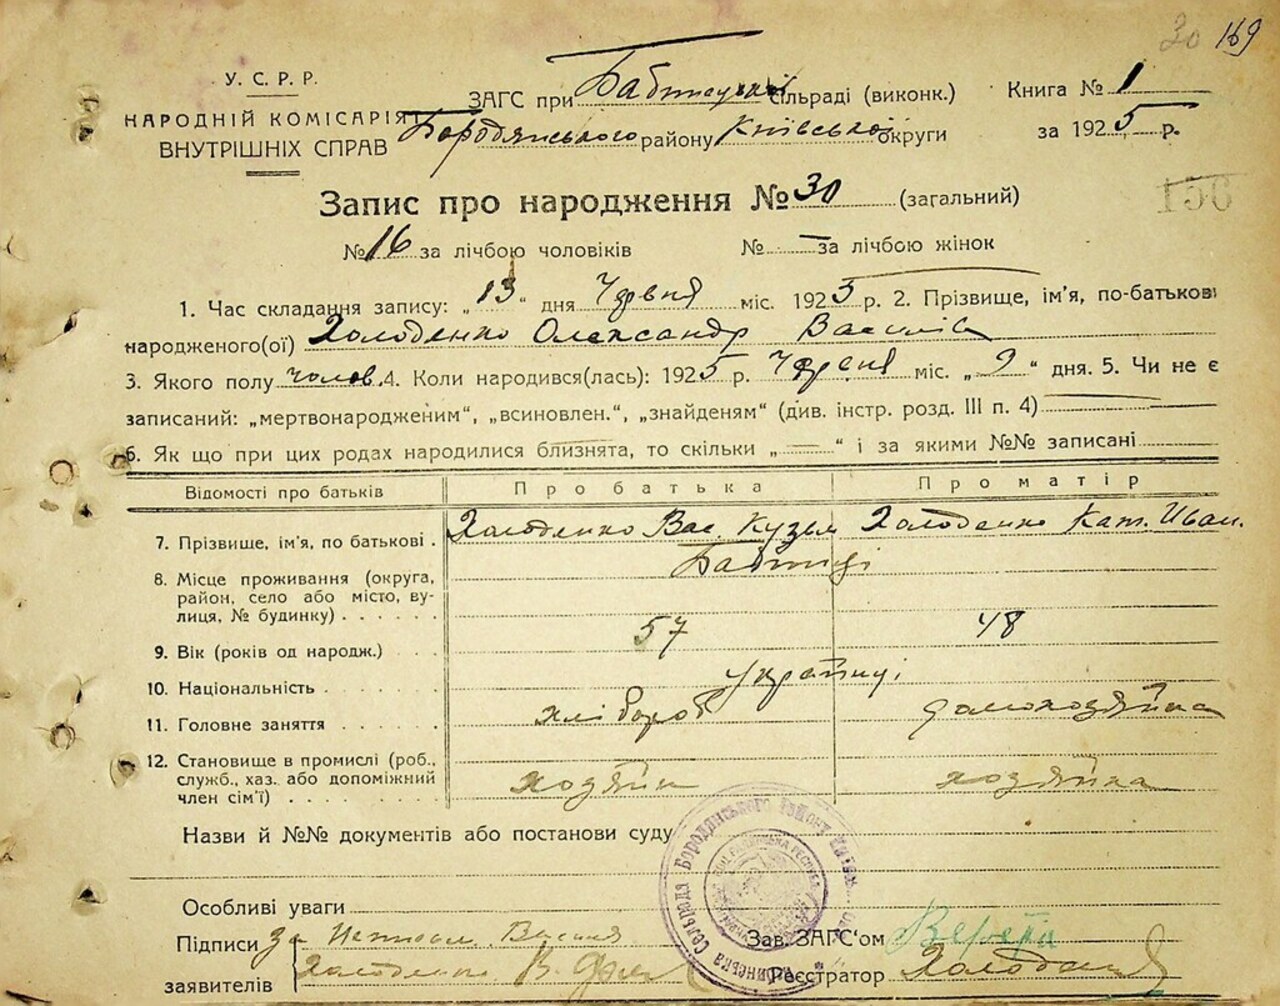 30 169
У. С. Р. Р.
НАРОДНІЙ КОМІСАРІЯТ
ВНУТРІШНІХ СПРАВ
ЗАГС при сільраді (виконк.) Книга № 1
Бородянського району Київської округи за 1925 р.
Запис про народження № 30 (загальний)
156
№ 16 за лічбою чоловіків № — за лічбою жінок
1. Час складання запису: „13“ дня Червня міс. 1925 р. 2. Прізвище, ім'я, по-батькові
народженого(ої) Холоденко Олександр Василів
3. Якого полу чолов. 4. Коли народився(лась): 1925 р. Червня міс. „9“ дня. 5. Чи не є
записаний: „мертвонародженим“, „всиновлен.“, „знайденям“ (див. інстр. розд. III п. 4)
6. Як що при цих родах народилися близнята, то скільки „—“ і за якими №№ записані
Відомості про батьків Про батька Про матір
7. Прізвище, ім'я, по батькові . Холоденко Вас. Кузьм Холоденко Кат. Иван.
8. Місце проживання (округа,
район, село або місто, вулиця, № будинку) . . . . . . Бабинці
9. Вік (років од народж.) . . . 57 48
10. Національність . . . . . . . Українці
11. Головне заняття . . . . . . хлібороб домохозяйка
12. Становище в промислі (роб.,
служб., хаз. або допоміжний
член сім'ї) . . . . . . . . . хозяйн хозяйка
Назви й №№ документів або постанови суду
Особливі уваги
Підписи за Василя Зав. ЗАГС'ом
заявителів Холоденко В. Реєстратор
Сельрада Бородянського